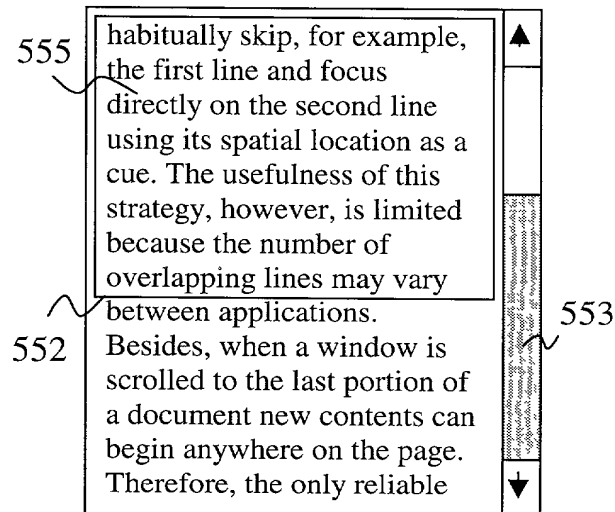 habitually skip, for example,
555
the first line and focus
directly on the second line
using its spatial location as a
cue. The usefulness of this
strategy, however, is limited
because the number of
overlapping lines may vary
between applications.
553
552
Besides, when a window is
scrolled to the last portion of
a document new contents can
begin anywhere on the page.
Therefore, the only reliable